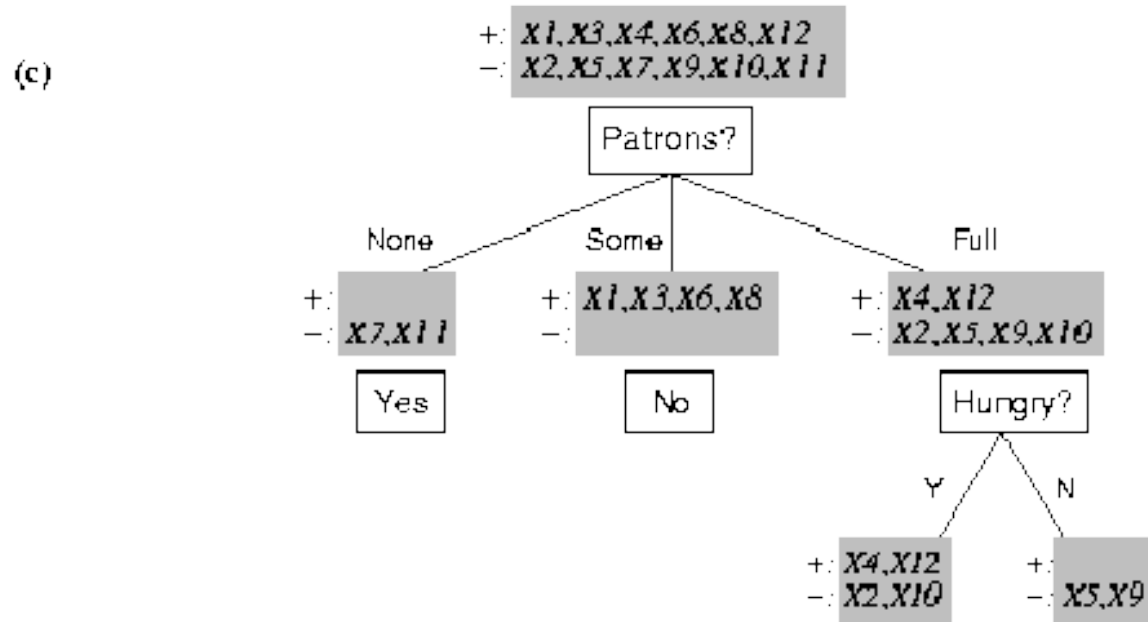 (c)
+: X1,X3,X4,X6,X8,X12
−: X2,X5,X7,X9,X10,X11
Patrons?
None Some Full
+: +: X1,X3,X6,X8 +: X4,X12
−: X7,X11 −: −: X2,X5,X9,X10
Yes No Hungry?
Y N
+: X4,X12 +:
−: X2,X10 −: X5,X9